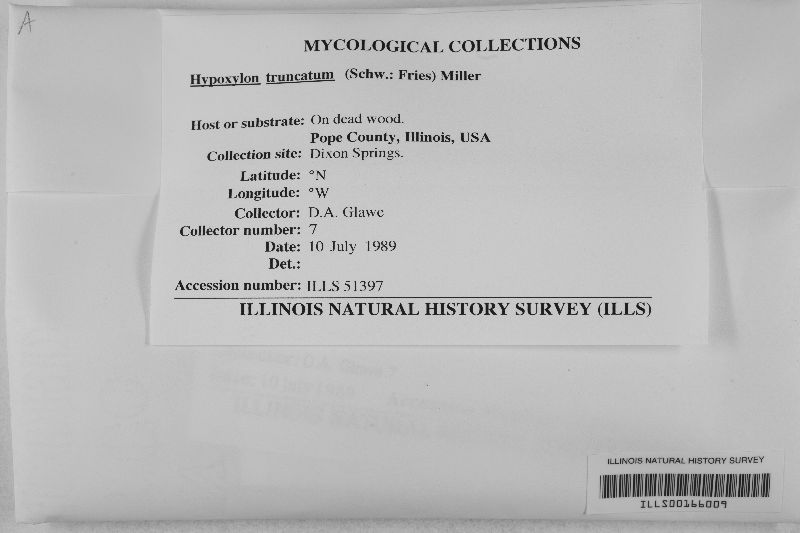 A
MYCOLOGICAL COLLECTIONS
Hypoxylon truncatum (Schw.: Fries) Miller
Host or substrate: On dead wood.
Pope County, Illinois, USA
Collection site: Dixon Springs.
Latitude: °N
Longitude: °W
Collector: D.A. Glawe
Collector number: 7
Date: 10 July 1989
Det.:
Accession number: ILLS 51397
ILLINOIS NATURAL HISTORY SURVEY (ILLS)
ILLINOIS NATURAL HISTORY SURVEY
ILLS00166009